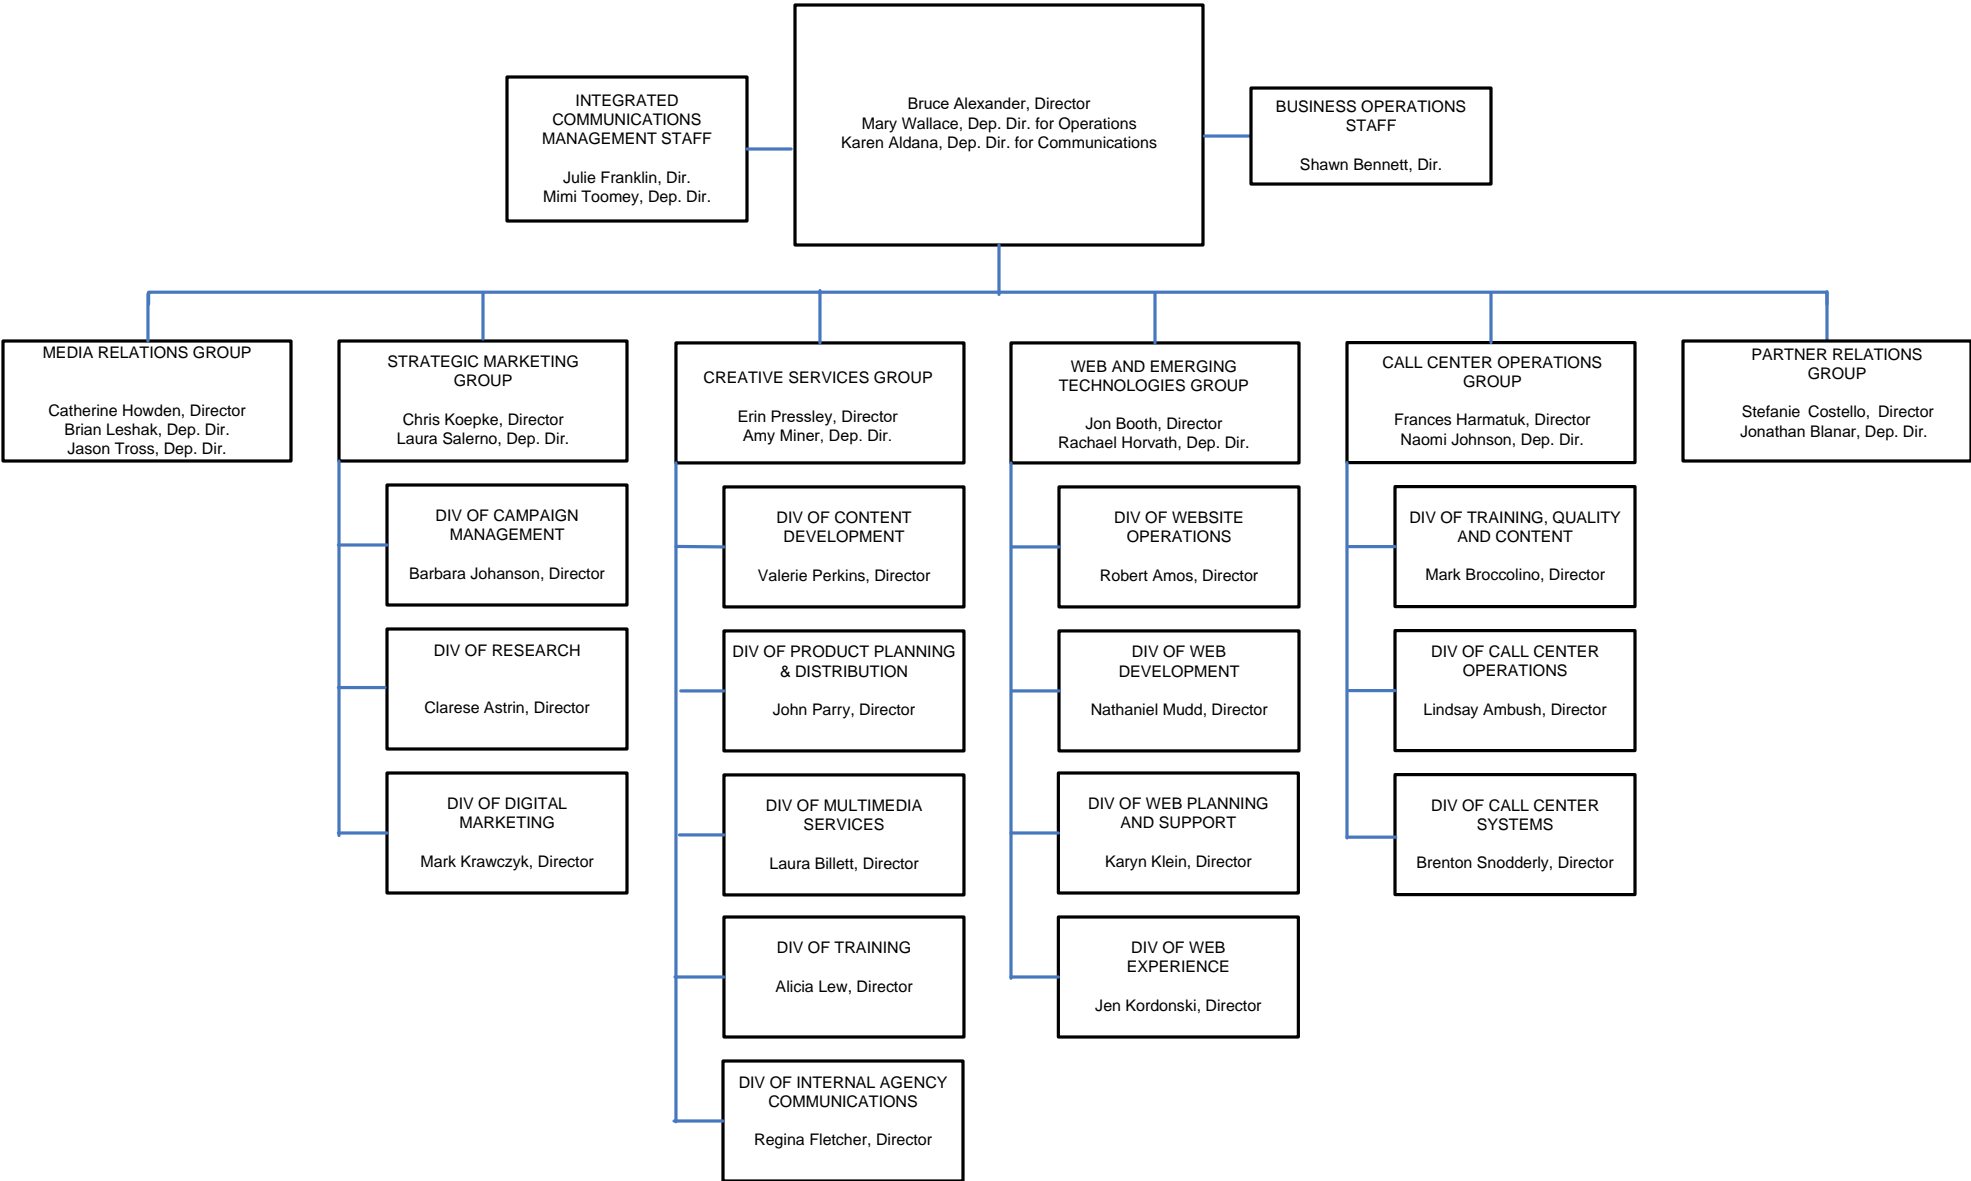 Bruce Alexander, Director
Mary Wallace, Dep. Dir. for Operations
Karen Aldana, Dep. Dir. for Communications
INTEGRATED
COMMUNICATIONS
MANAGEMENT STAFF
Julie Franklin, Dir.
Mimi Toomey, Dep. Dir.
BUSINESS OPERATIONS
STAFF
Shawn Bennett, Dir.
MEDIA RELATIONS GROUP
Catherine Howden, Director
Brian Leshak, Dep. Dir.
Jason Tross, Dep. Dir.
STRATEGIC MARKETING
GROUP
Chris Koepke, Director
Laura Salerno, Dep. Dir.
DIV OF CAMPAIGN
MANAGEMENT
Barbara Johanson, Director
DIV OF RESEARCH
Clarese Astrin, Director
DIV OF DIGITAL
MARKETING
Mark Krawczyk, Director
CREATIVE SERVICES GROUP
Erin Pressley, Director
Amy Miner, Dep. Dir.
DIV OF CONTENT
DEVELOPMENT
Valerie Perkins, Director
DIV OF PRODUCT PLANNING
& DISTRIBUTION
John Parry, Director
DIV OF MULTIMEDIA
SERVICES
Laura Billett, Director
DIV OF TRAINING
Alicia Lew, Director
DIV OF INTERNAL AGENCY
COMMUNICATIONS
Regina Fletcher, Director
WEB AND EMERGING
TECHNOLOGIES GROUP
Jon Booth, Director
Rachael Horvath, Dep. Dir.
DIV OF WEBSITE
OPERATIONS
Robert Amos, Director
DIV OF WEB
DEVELOPMENT
Nathaniel Mudd, Director
DIV OF WEB PLANNING
AND SUPPORT
Karyn Klein, Director
DIV OF WEB
EXPERIENCE
Jen Kordonski, Director
CALL CENTER OPERATIONS
GROUP
Frances Harmatuk, Director
Naomi Johnson, Dep. Dir.
DIV OF TRAINING, QUALITY
AND CONTENT
Mark Broccolino, Director
DIV OF CALL CENTER
OPERATIONS
Lindsay Ambush, Director
DIV OF CALL CENTER
SYSTEMS
Brenton Snodderly, Director
PARTNER RELATIONS
GROUP
Stefanie Costello, Director
Jonathan Blanar, Dep. Dir.